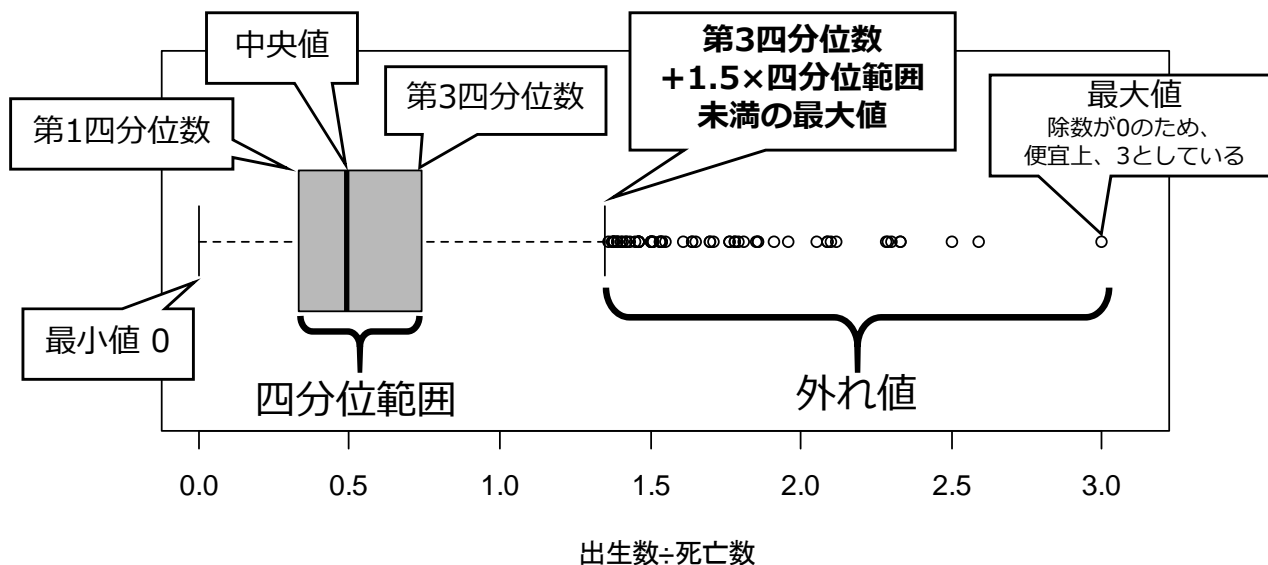 中央値
第3四分位数
+1.5×四分位範囲
未満の最大値
最大値
除数が0のため、
便宜上、3としている
第1四分位数
第3四分位数
最小値 0
四分位範囲
外れ値
0.0 0.5 1.0 1.5 2.0 2.5 3.0
出生数÷死亡数